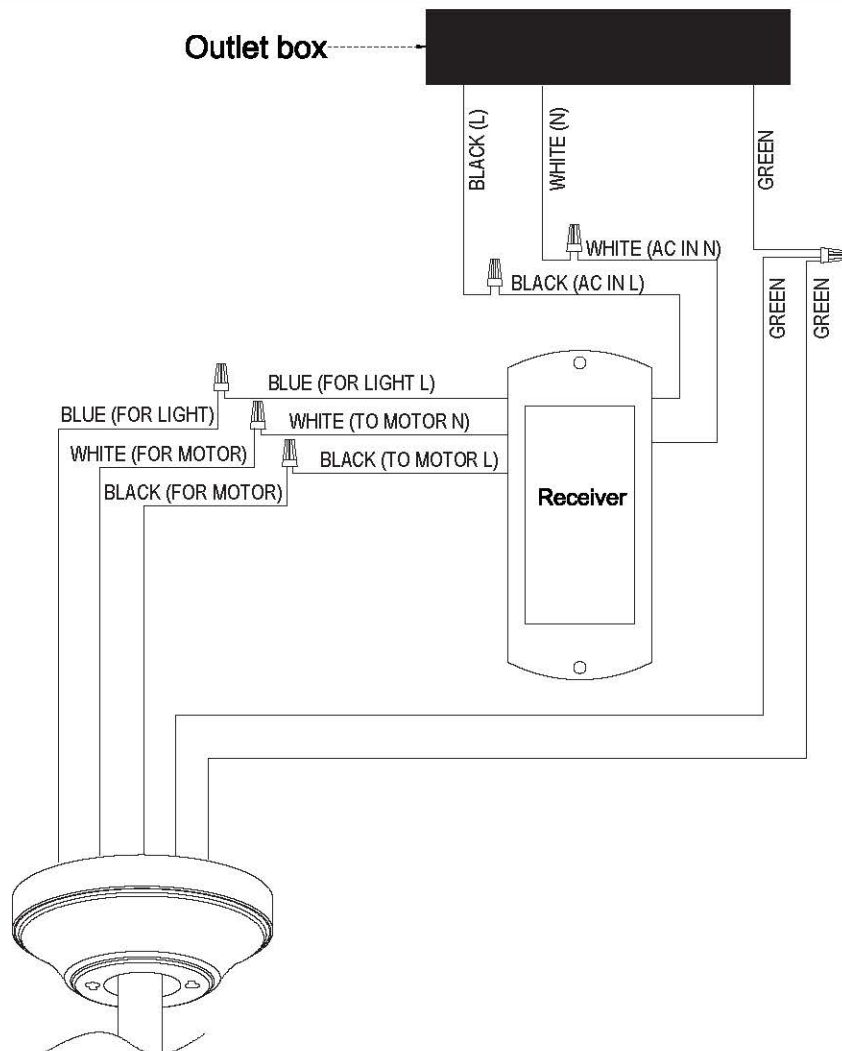 Outlet box
BLACK (L)
WHITE (N)
GREEN
WHITE (AC IN N)
BLACK (AC IN L)
GREEN
GREEN
BLUE (FOR LIGHT L)
BLUE (FOR LIGHT)
WHITE (TO MOTOR N)
WHITE (FOR MOTOR)
BLACK (TO MOTOR L)
BLACK (FOR MOTOR)
Receiver